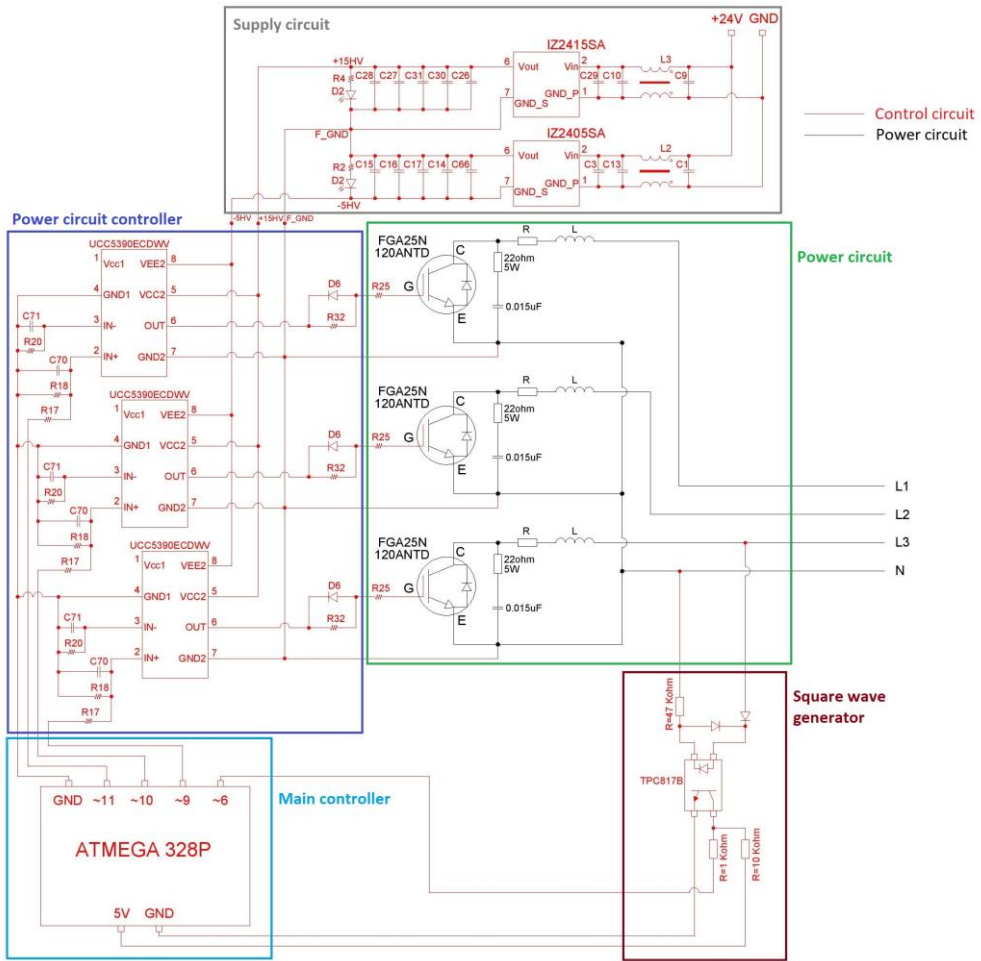 Supply circuit
+24V GND
IZ2415SA
+15HV
R4
D2
C28
C27
C31
C30
C26
6 Vout Vin 2
7 GND_S GND_P 1
C29
C10
L3
C9
F_GND
IZ2405SA
R2
D2
C15
C16
C17
C14
C66
6 Vout Vin 2
7 GND_S GND_P 1
C3
C13
L2
C1
-5HV
Control circuit
Power circuit
-5HV +15HV F_GND
Power circuit controller
UCC5390ECDWV
1 Vcc1 VEE2 8
4 GND1 VCC2 5
3 IN- OUT 6
2 IN+ GND2 7
C71
R20
C70
R18
R17
D6
R32
R25
UCC5390ECDWV
1 Vcc1 VEE2 8
4 GND1 VCC2 5
3 IN- OUT 6
2 IN+ GND2 7
C71
R20
C70
R18
R17
D6
R32
R25
UCC5390ECDWV
1 Vcc1 VEE2 8
4 GND1 VCC2 5
3 IN- OUT 6
2 IN+ GND2 7
C71
R20
C70
R18
R17
D6
R32
R25
Power circuit
FGA25N
120ANTD
C
G
E
R
L
22ohm
5W
0.015uF
FGA25N
120ANTD
C
G
E
R
L
22ohm
5W
0.015uF
FGA25N
120ANTD
C
G
E
R
L
22ohm
5W
0.015uF
L1
L2
L3
N
Square wave
generator
R=47 Kohm
TPC817B
R=1 Kohm
R=10 Kohm
Main controller
GND ~11 ~10 ~9 ~6
ATMEGA 328P
5V GND